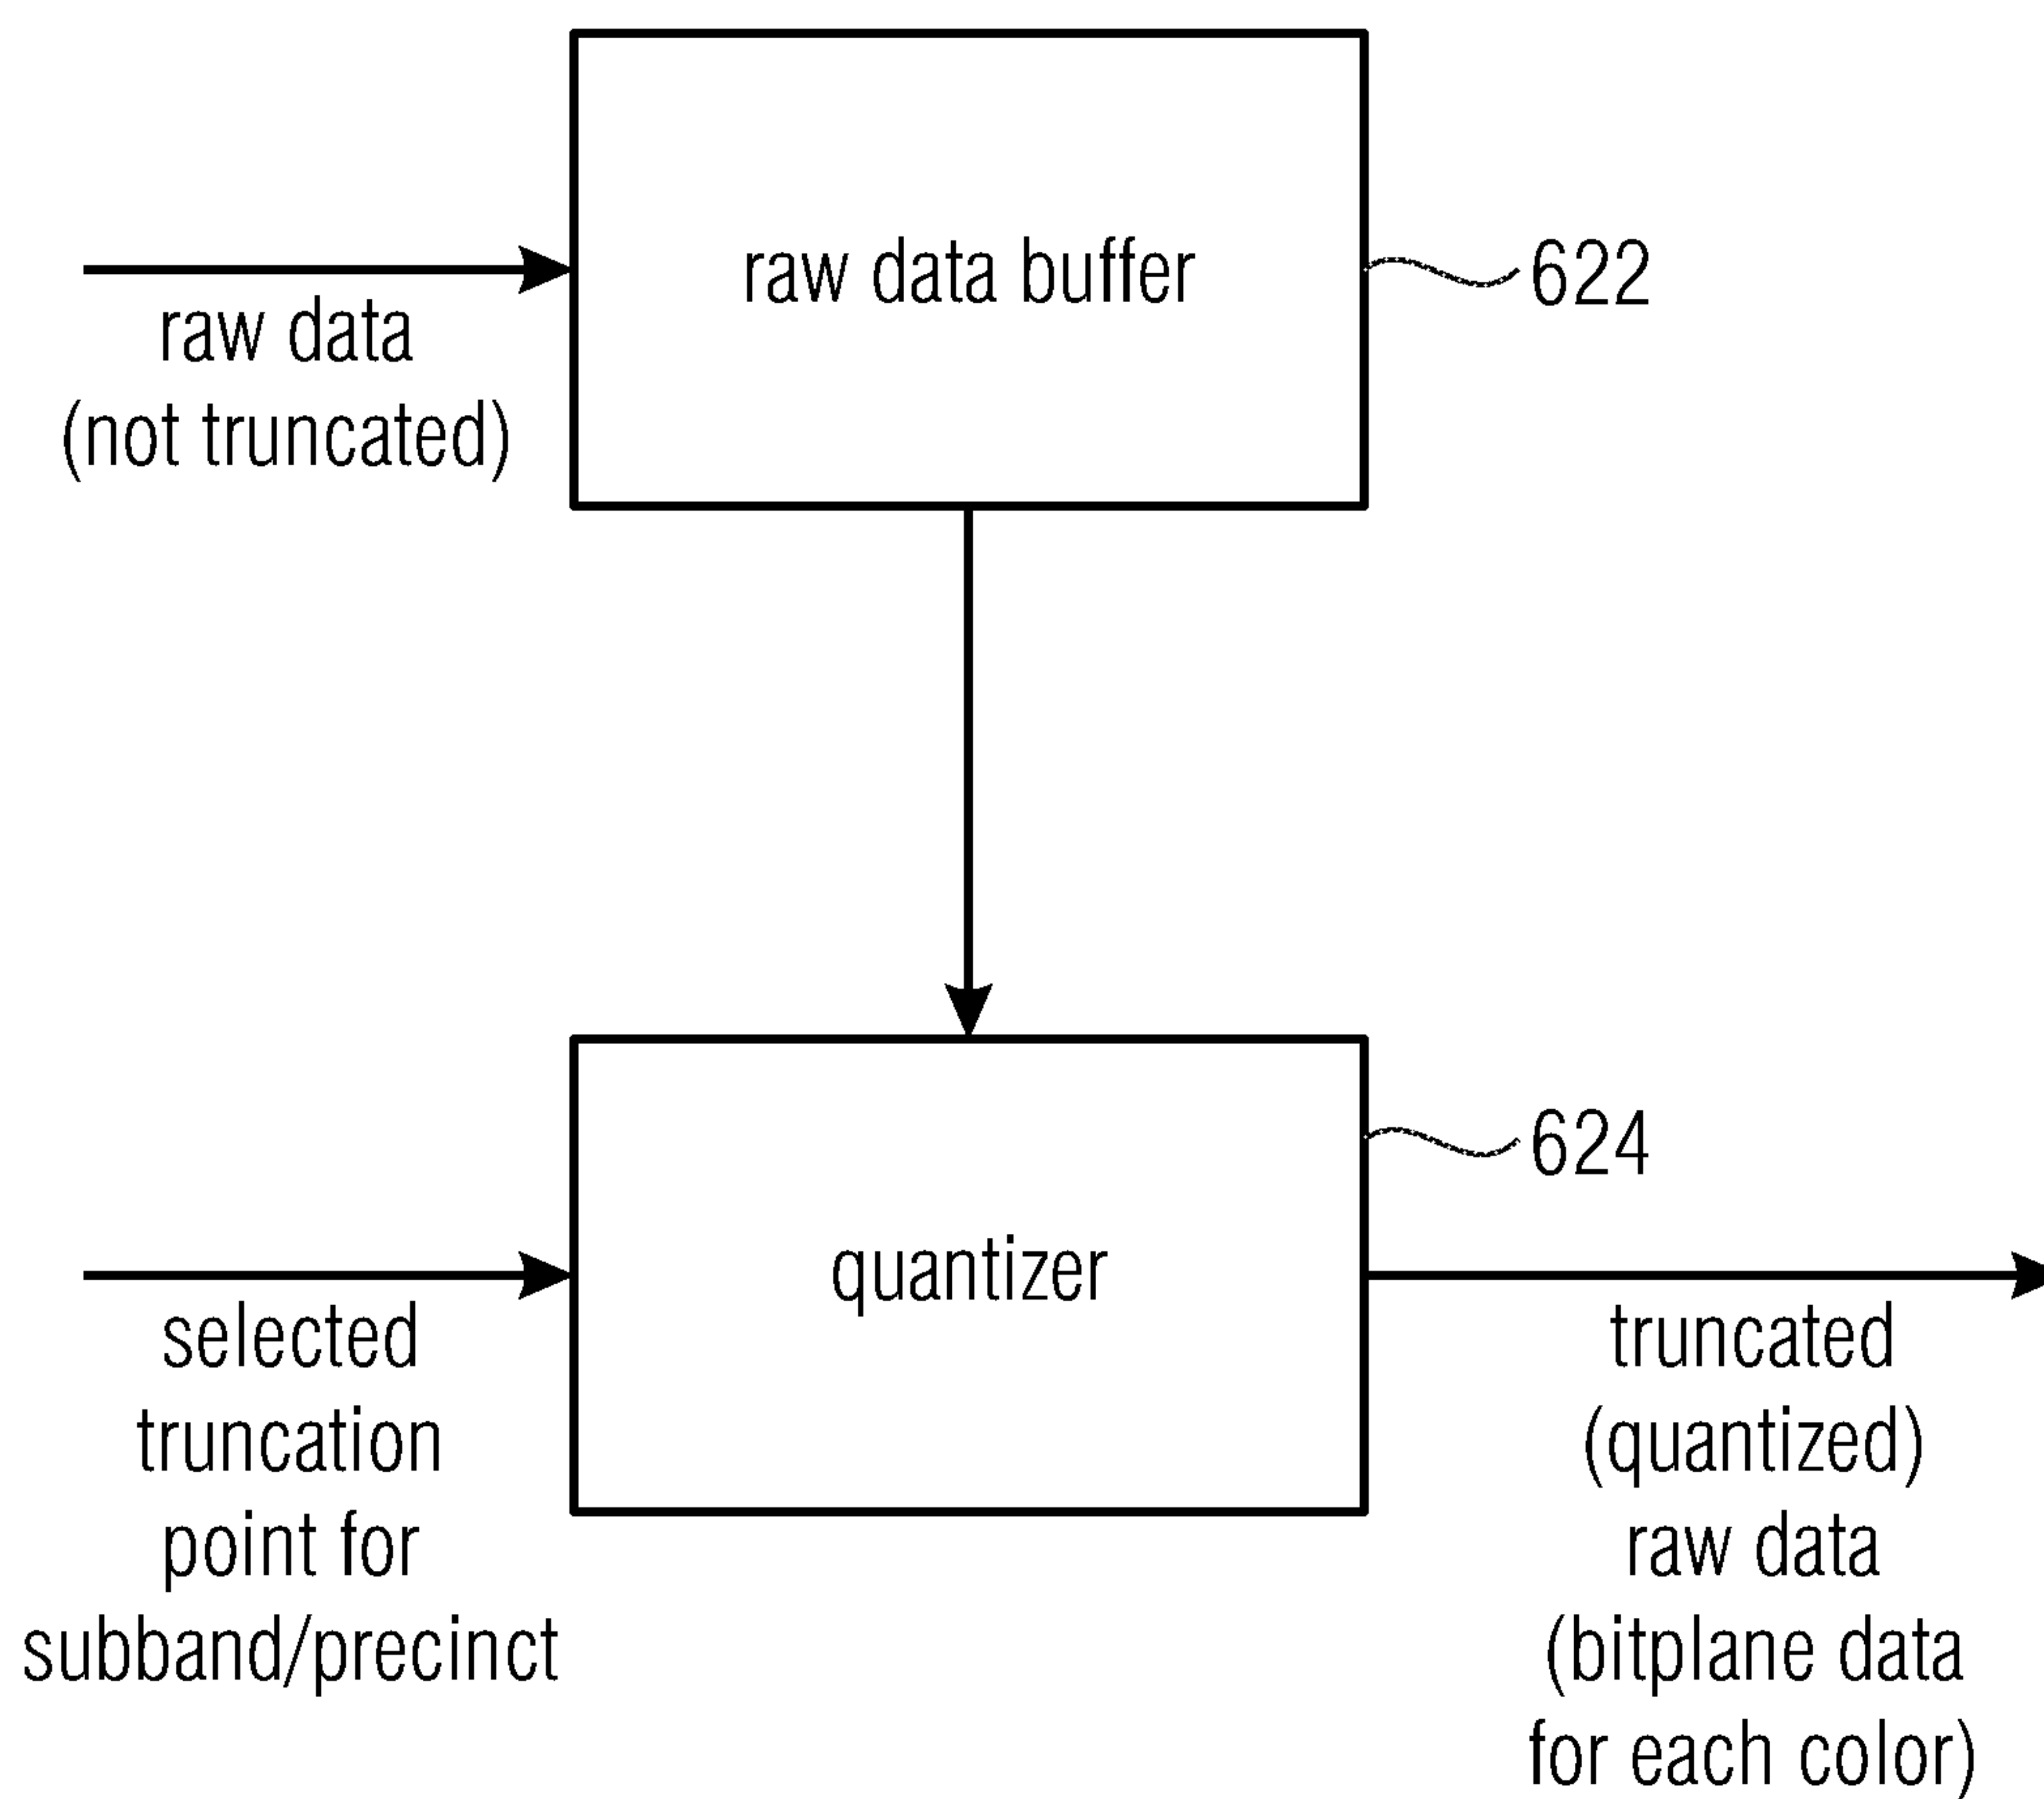 raw data buffer
622
raw data
(not truncated)
624
quantizer
selected
truncation
point for
subband/precinct
truncated
(quantized)
raw data
(bitplane data
for each color)